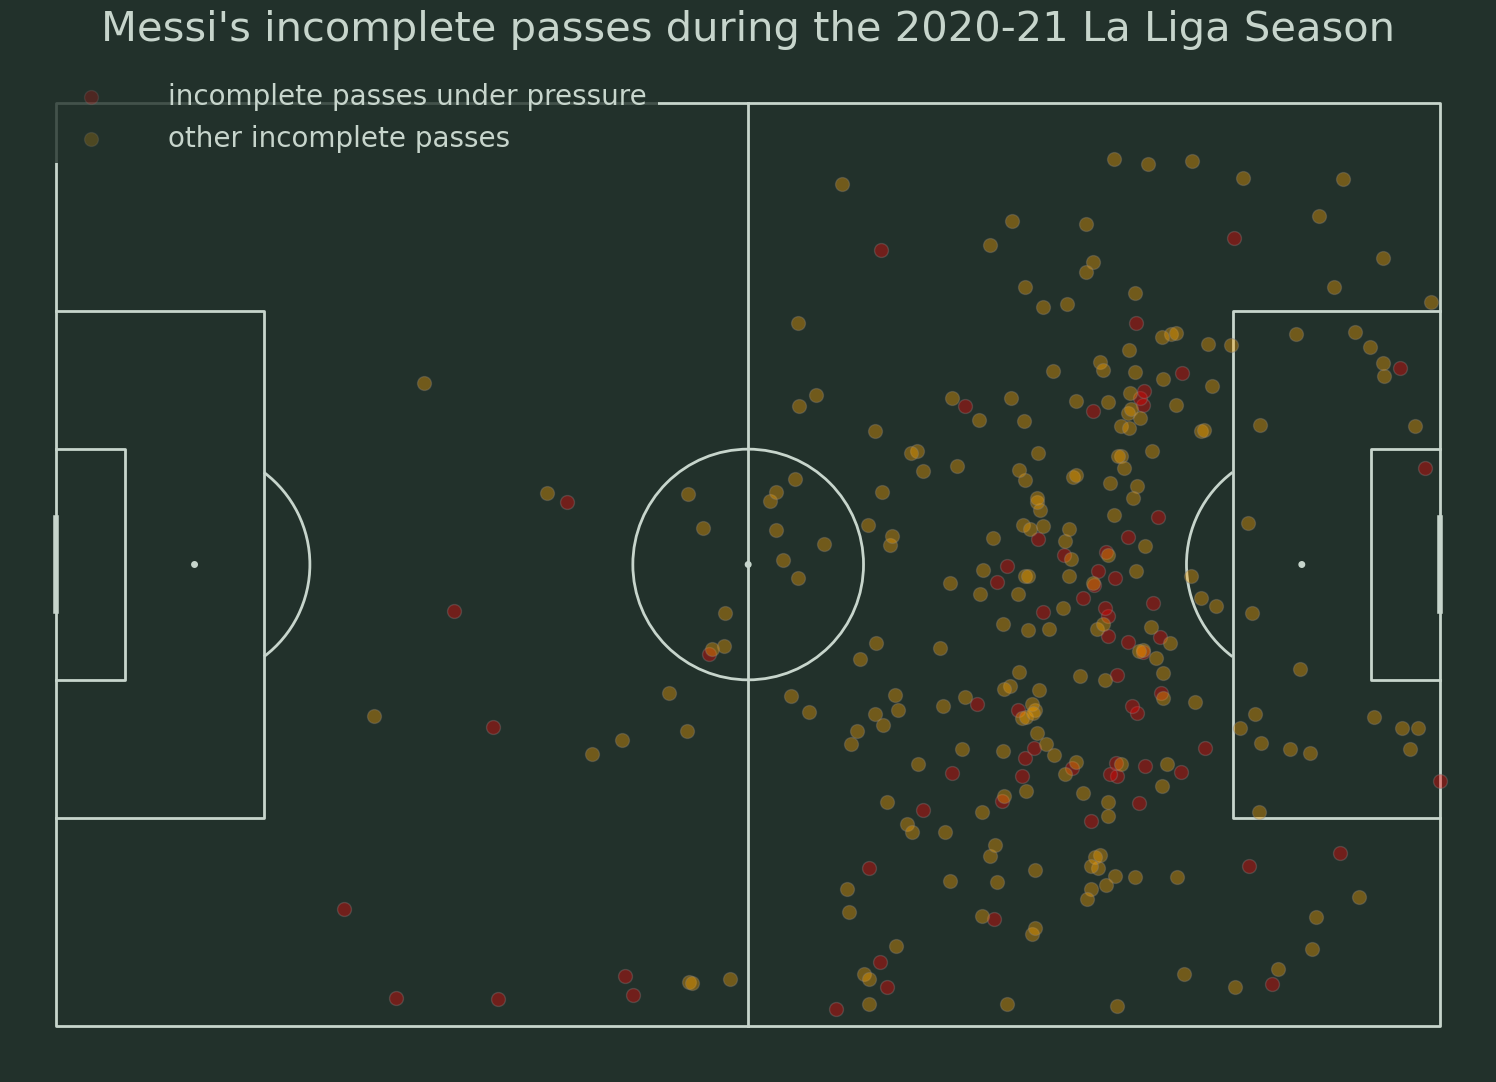 Messi's incomplete passes during the 2020-21 La Liga Season
incomplete passes under pressure
other incomplete passes